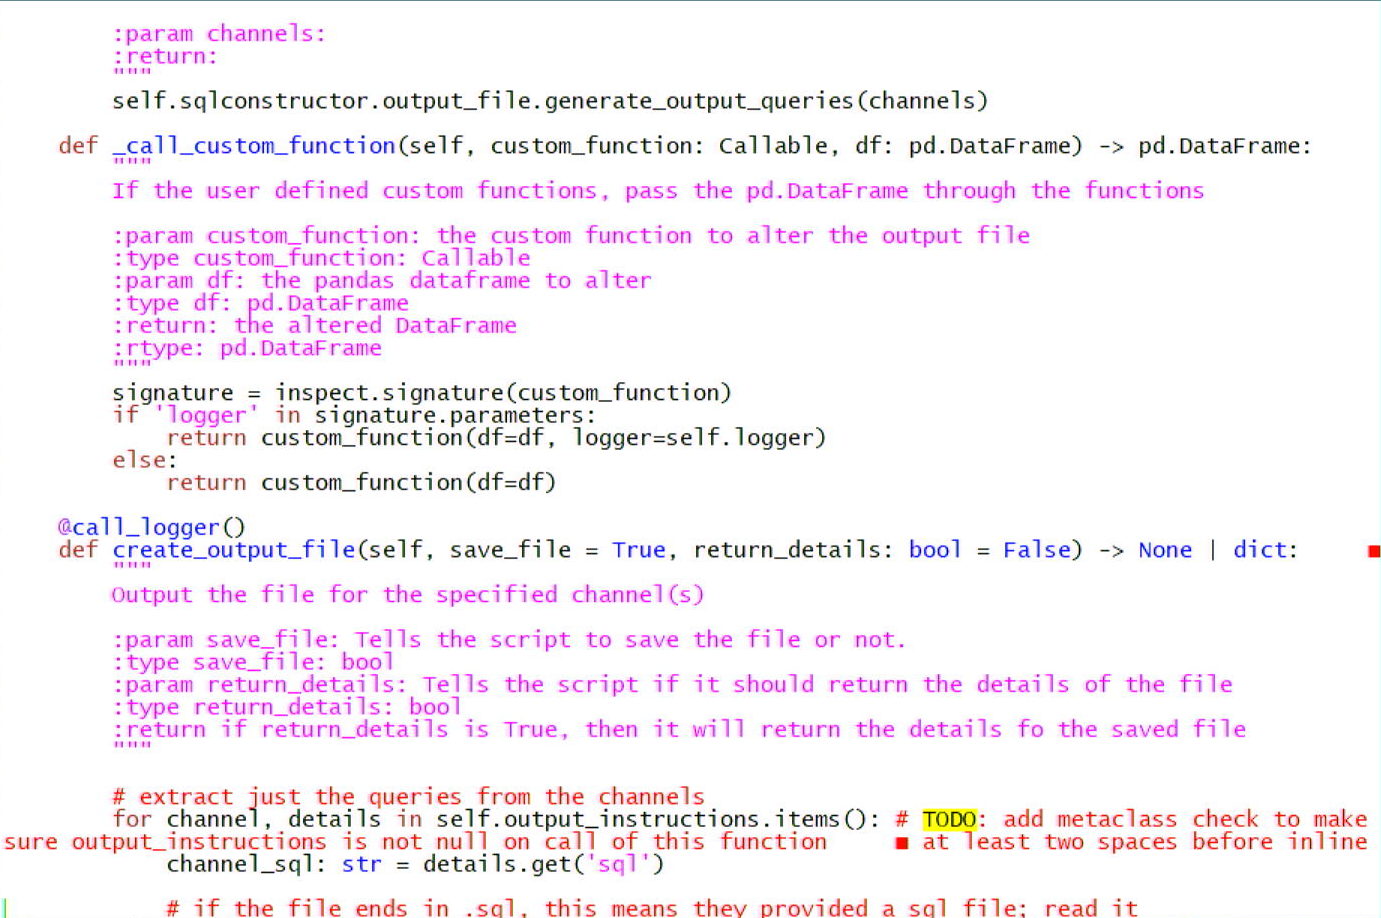 :param channels:
:return:
"""
self.sqlconstructor.output_file.generate_output_queries(channels)
def _call_custom_function(self, custom_function: Callable, df: pd.DataFrame) -> pd.DataFrame:
"""
If the user defined custom functions, pass the pd.DataFrame through the functions
:param custom_function: the custom function to alter the output file
:type custom_function: Callable
:param df: the pandas dataframe to alter
:type df: pd.DataFrame
:return: the altered DataFrame
:rtype: pd.DataFrame
"""
signature = inspect.signature(custom_function)
if 'logger' in signature.parameters:
return custom_function(df=df, logger=self.logger)
else:
return custom_function(df=df)
@call_logger()
def create_output_file(self, save_file = True, return_details: bool = False) -> None | dict: ■
"""
Output the file for the specified channel(s)
:param save_file: Tells the script to save the file or not.
:type save_file: bool
:param return_details: Tells the script if it should return the details of the file
:type return_details: bool
:return if return_details is True, then it will return the details fo the saved file
"""
# extract just the queries from the channels
for channel, details in self.output_instructions.items(): # TODO: add metaclass check to make
sure output_instructions is not null on call of this function ■ at least two spaces before inline
channel_sql: str = details.get('sql')
# if the file ends in .sql, this means they provided a sql file; read it